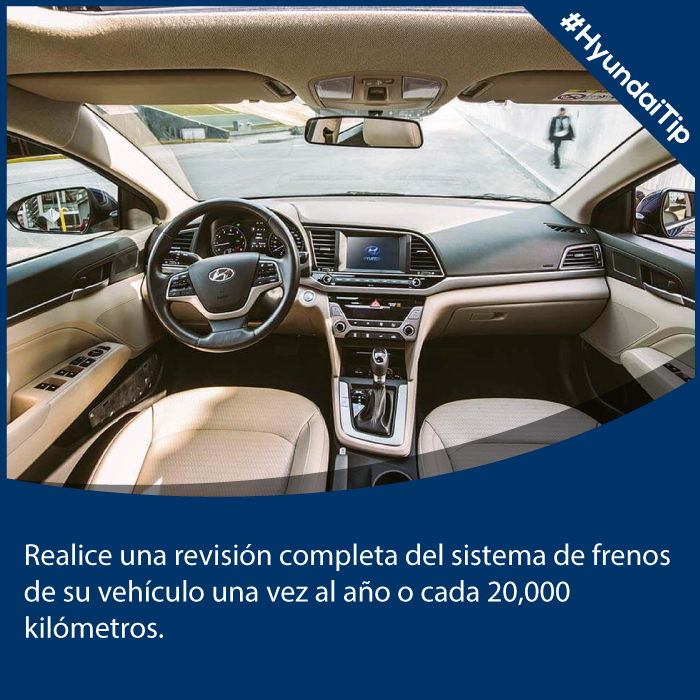 #HyundaiTip
HYUNDAI
Realice una revisión completa del sistema de frenos
de su vehículo una vez al año o cada 20,000
kilómetros.